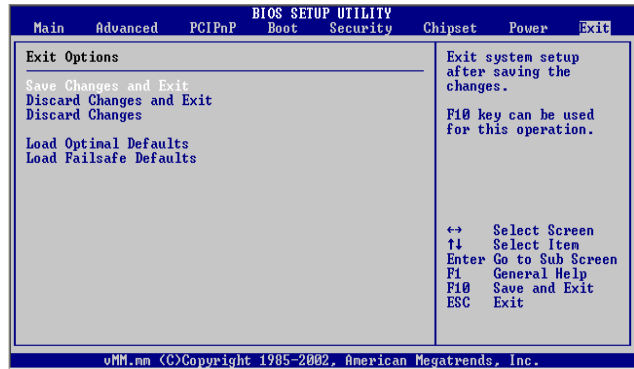 BIOS SETUP UTILITY
Main Advanced PCIPnP Boot Security Chipset Power Exit
Exit Options
Save Changes and Exit
Discard Changes and Exit
Discard Changes
Load Optimal Defaults
Load Failsafe Defaults
Exit system setup
after saving the
changes.
F10 key can be used
for this operation.
↔ Select Screen
↑↓ Select Item
Enter Go to Sub Screen
F1 General Help
F10 Save and Exit
ESC Exit
vMM.mm (C)Copyright 1985-2002, American Megatrends, Inc.